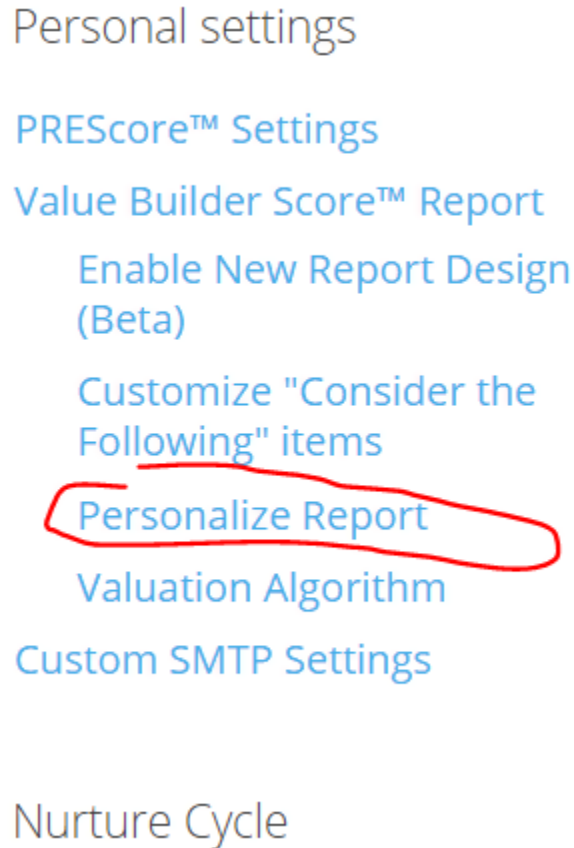 Personal settings
PREScore™ Settings
Value Builder Score™ Report
Enable New Report Design
(Beta)
Customize "Consider the
Following" items
Personalize Report
Valuation Algorithm
Custom SMTP Settings
Nurture Cycle